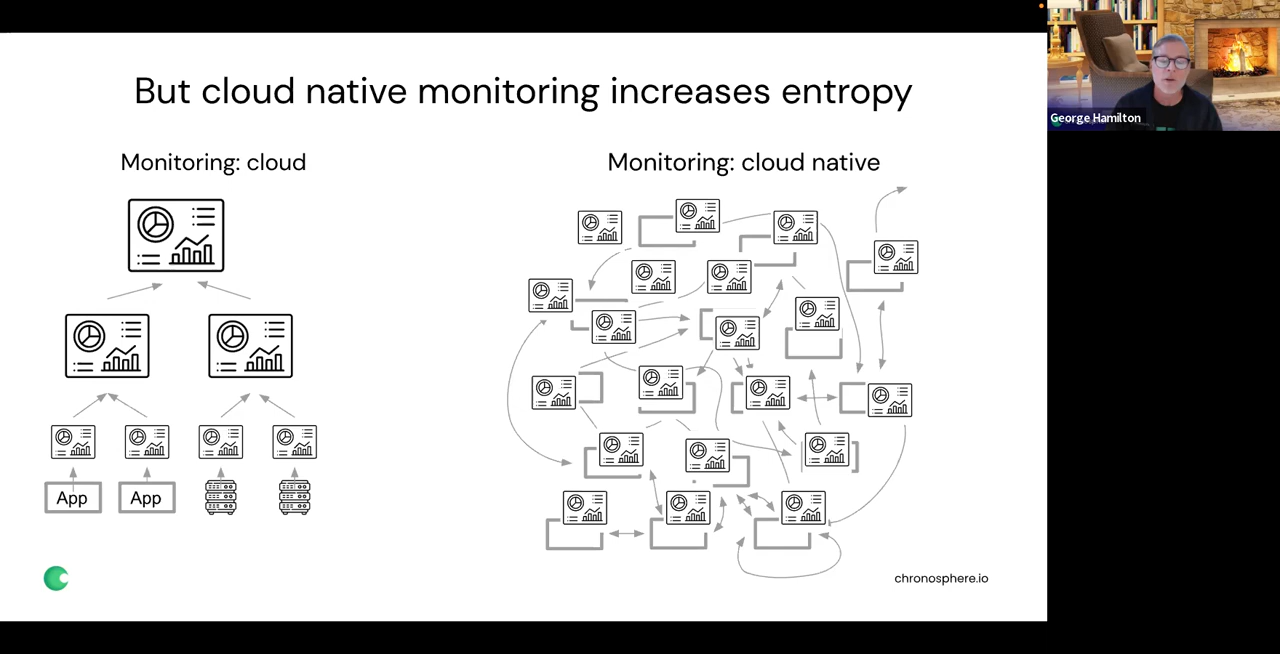 But cloud native monitoring increases entropy
Monitoring: cloud
Monitoring: cloud native
App
App
chronosphere.io
George Hamilton